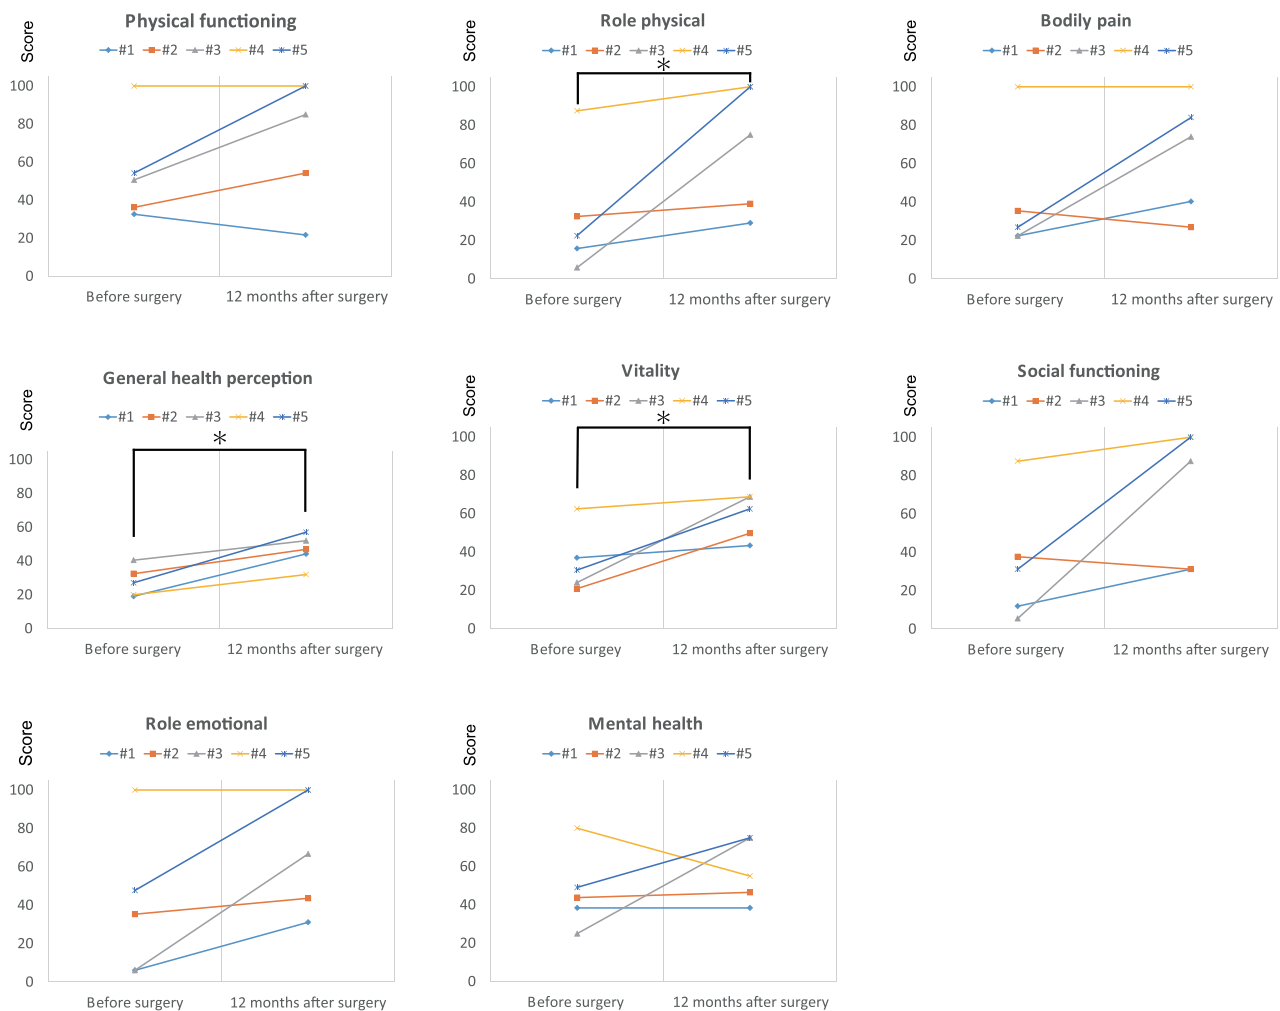 Physical functioning
Score
#1 #2 #3 #4 #5
100
80
60
40
20
0
Before surgery 12 months after surgery
Role physical
Score
#1 #2 #3 #4 #5
*
100
80
60
40
20
0
Before surgery 12 months after surgery
Bodily pain
Score
#1 #2 #3 #4 #5
100
80
60
40
20
0
Before surgery 12 months after surgery
General health perception
Score
#1 #2 #3 #4 #5
*
100
80
60
40
20
0
Before surgery 12 months after surgery
Vitality
Score
#1 #2 #3 #4 #5
*
100
80
60
40
20
0
Before surgey 12 months after surgery
Social functioning
Score
#1 #2 #3 #4 #5
100
80
60
40
20
0
Before surgery 12 months after surgery
Role emotional
Score
#1 #2 #3 #4 #5
100
80
60
40
20
0
Before surgery 12 months after surgery
Mental health
Score
#1 #2 #3 #4 #5
100
80
60
40
20
0
Before surgery 12 months after surgery